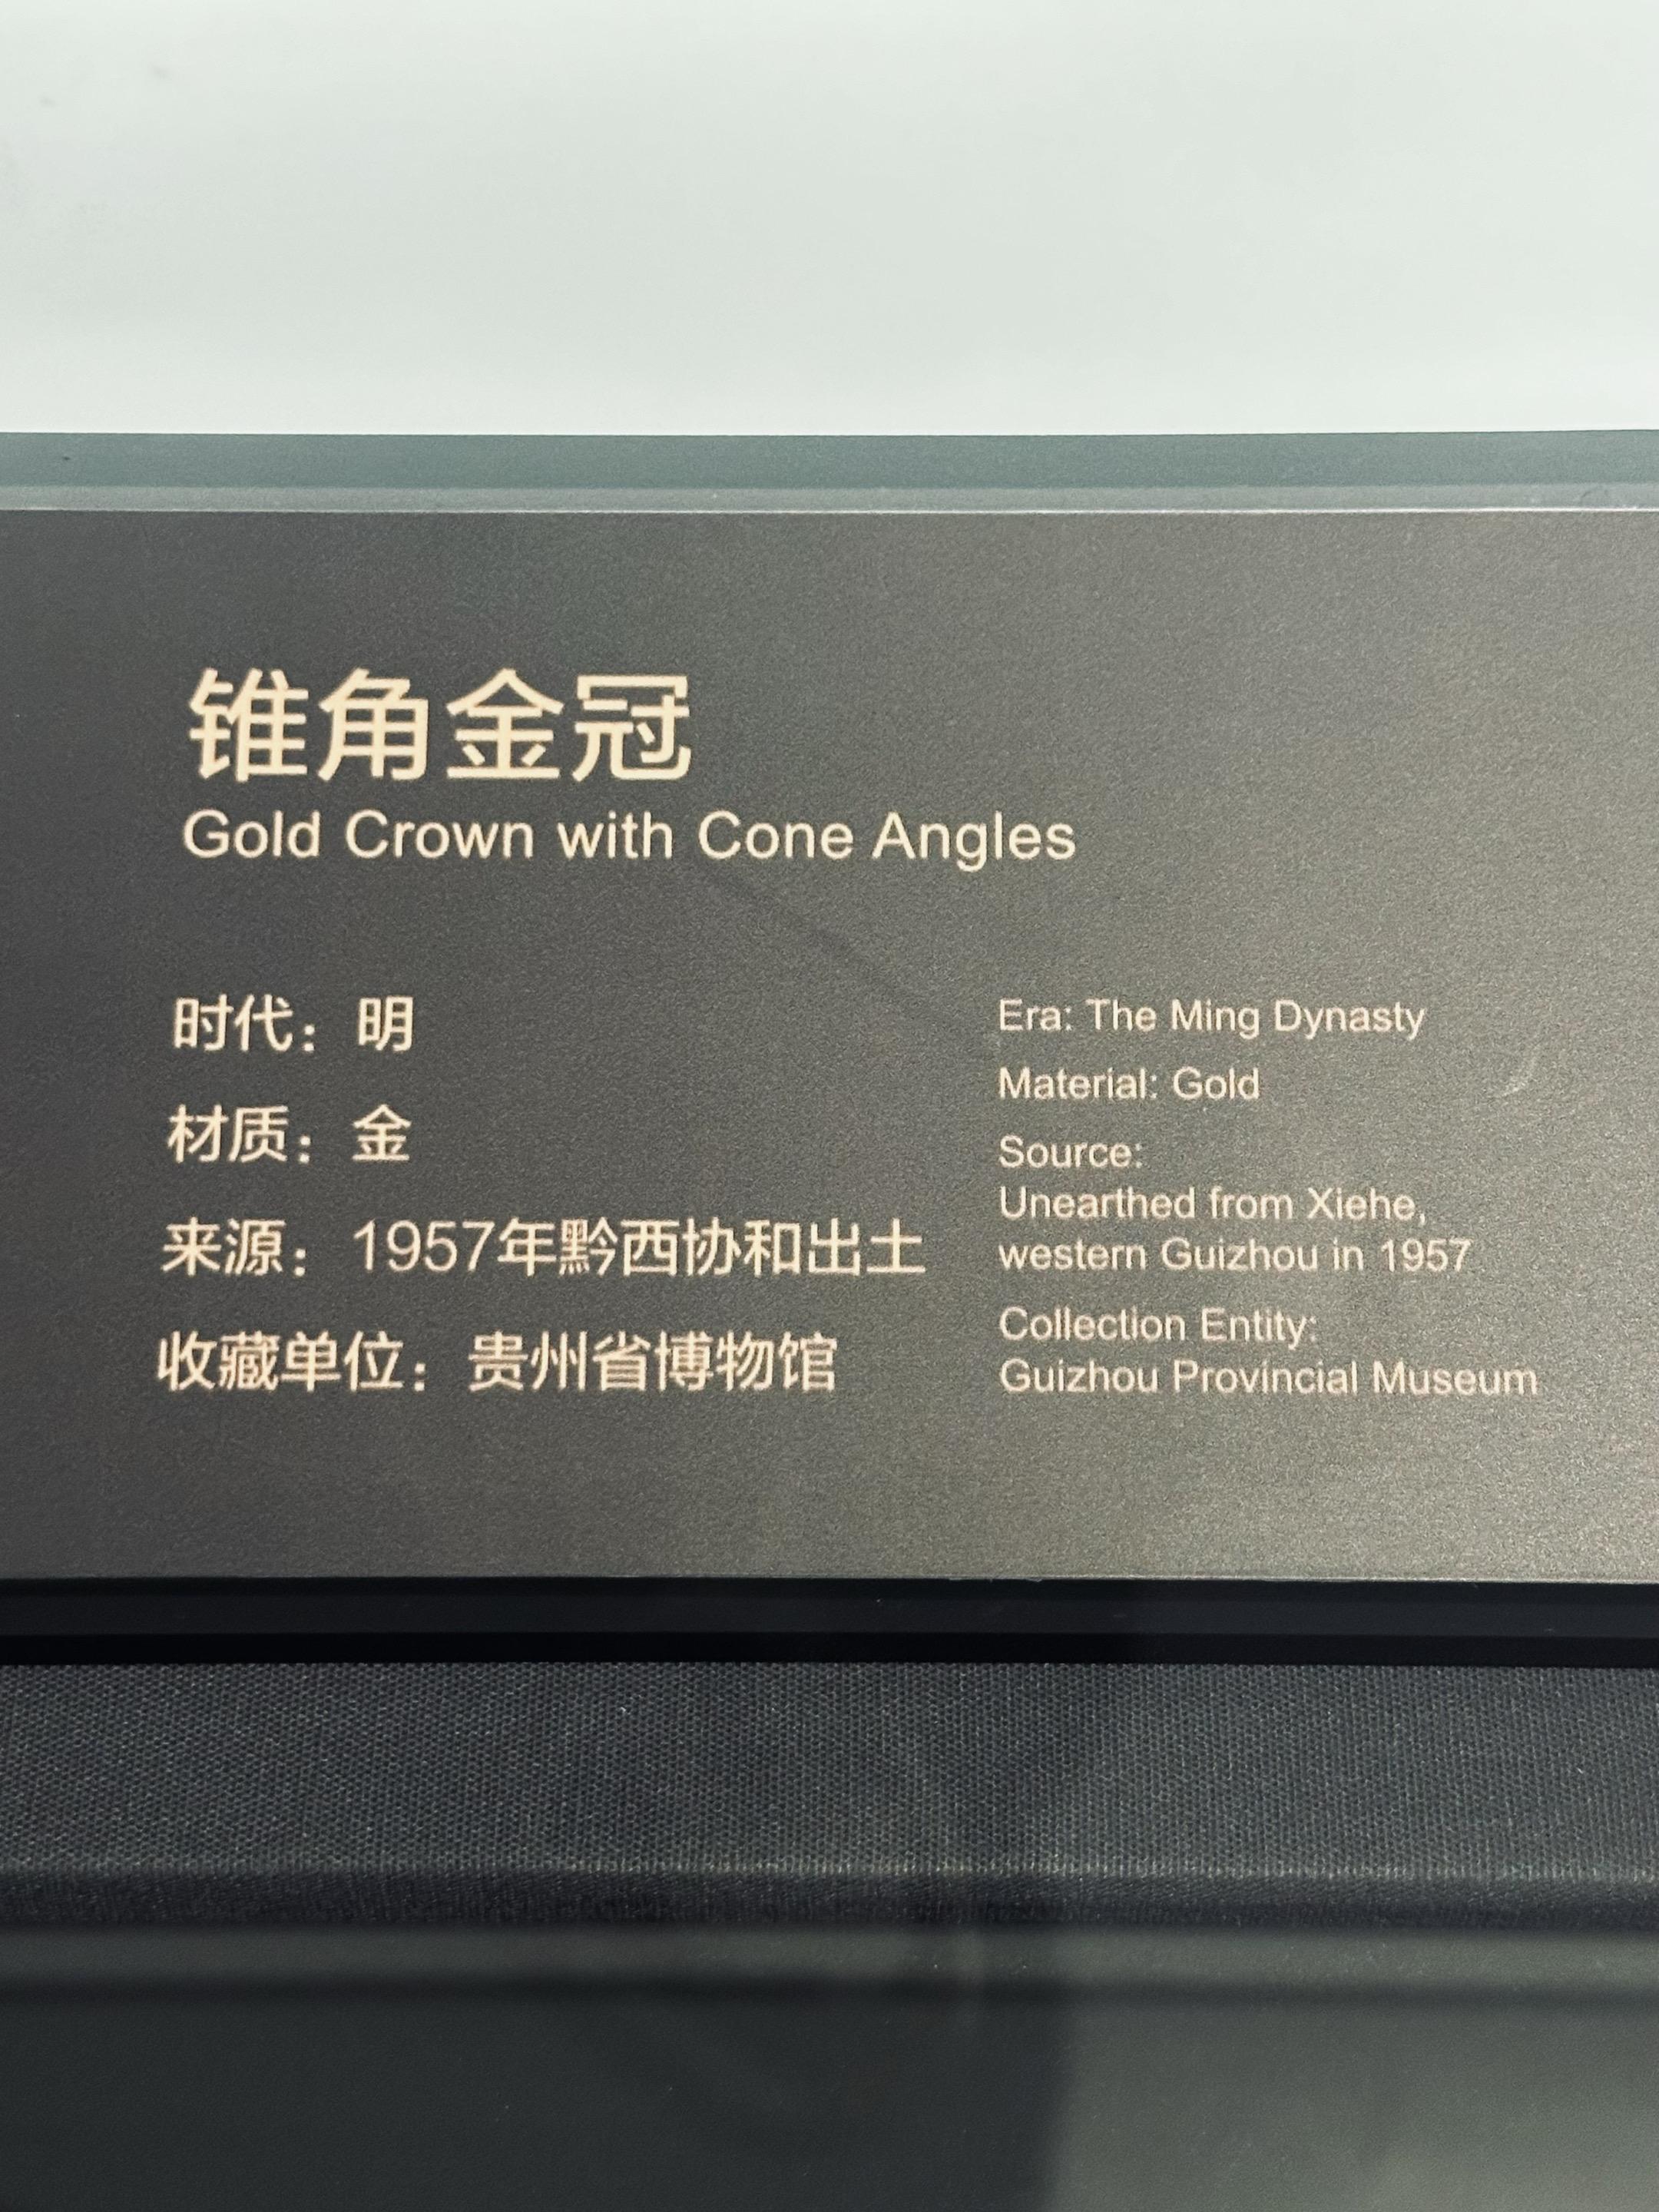 锥角金冠
Gold Crown with Cone Angles
时代：明
材质：金
来源：1957年黔西协和出土
收藏单位：贵州省博物馆
Era: The Ming Dynasty
Material: Gold
Source:
Unearthed from Xiehe,
western Guizhou in 1957
Collection Entity:
Guizhou Provincial Museum